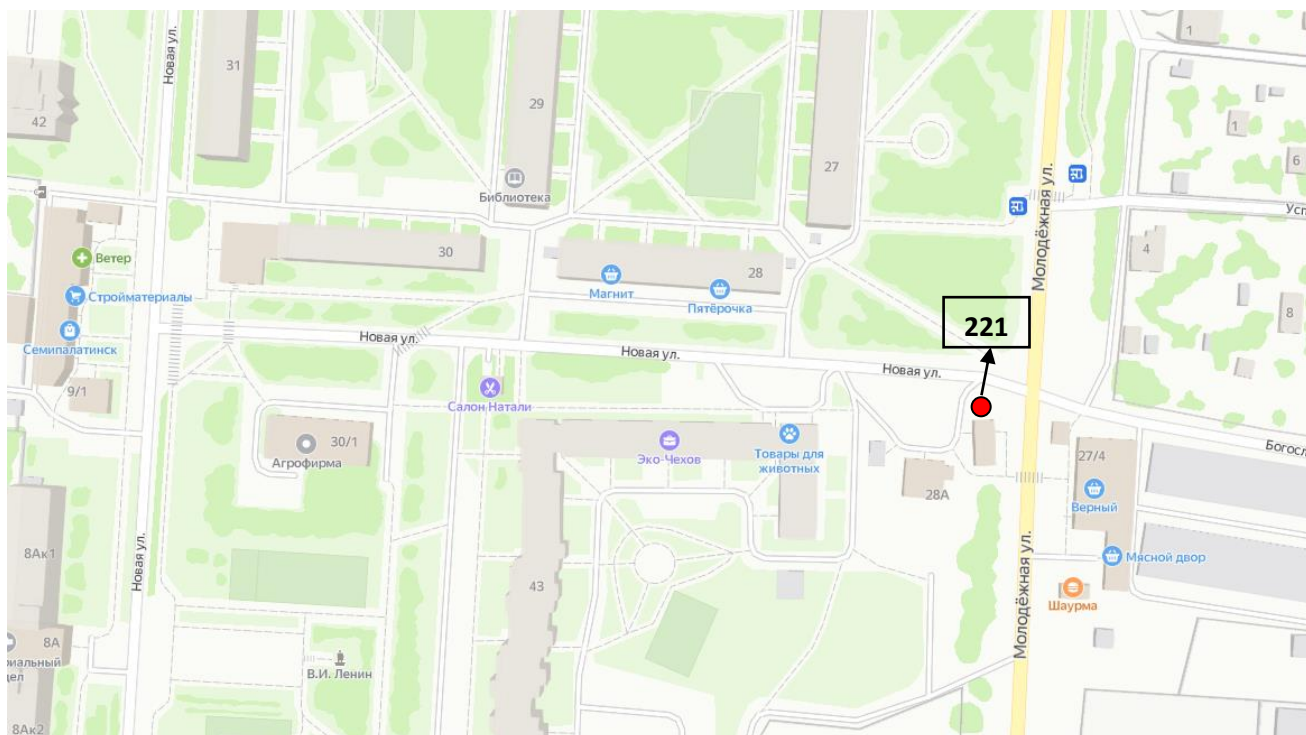 1
Новая ул.
31
29
42
1
27
6
Библиотека
Молодёжная ул.
Усп
4
30
Ветер
28
Магнит
Стройматериалы
Пятёрочка
8
221
Семипалатинск
Новая ул.
Новая ул.
Новая ул.
9/1
Салон Натали
30/1
Агрофирма
Эко-Чехов
Товары для
животных
27/4
Богосл
28А
Верный
8Ак1
Новая ул.
Молодёжная ул.
Мясной двор
43
Шаурма
8А
риальный
дел
В.И. Ленин
8Ак2